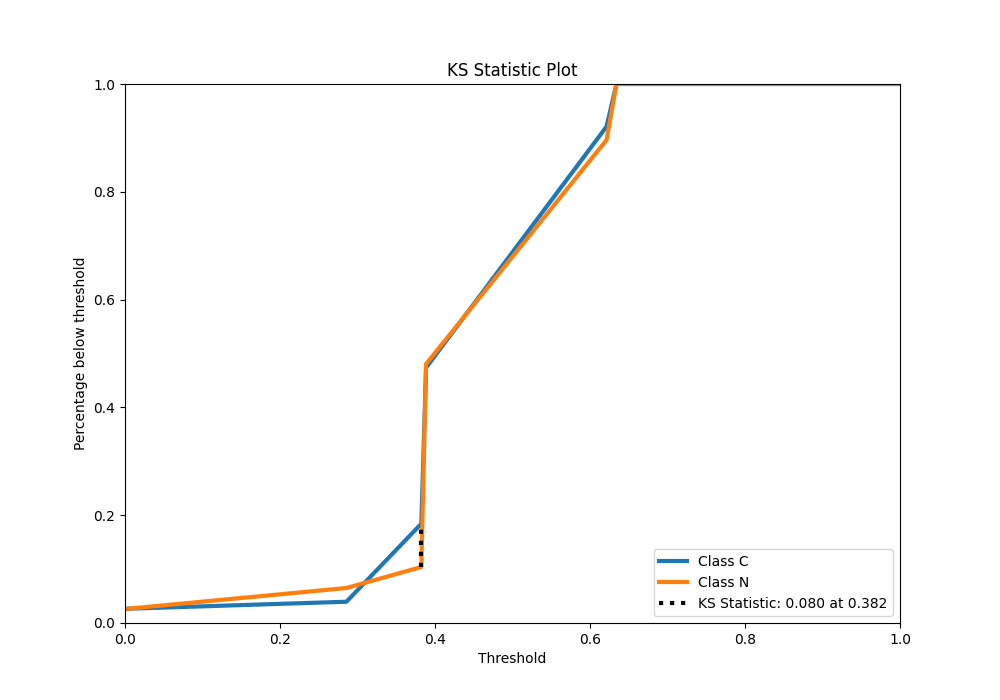 KS Statistic Plot
1.0
0.8
0.6
0.4
0.2
0.0
Percentage below threshold
0.0 0.2 0.4 0.6 0.8 1.0
Threshold
Class C
Class N
KS Statistic: 0.080 at 0.382